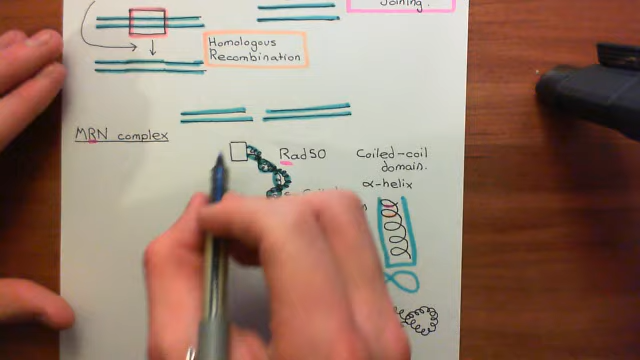 Joining.
Homologous
Recombination
MRN complex
Rad50
Coiled-coil
domain.
α-helix